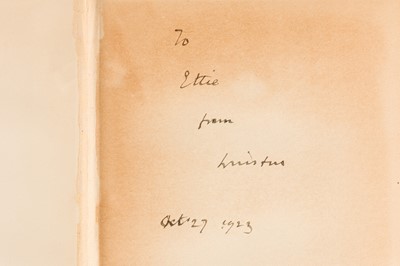 To
Ettie
from
Winston
Oct 27 1923